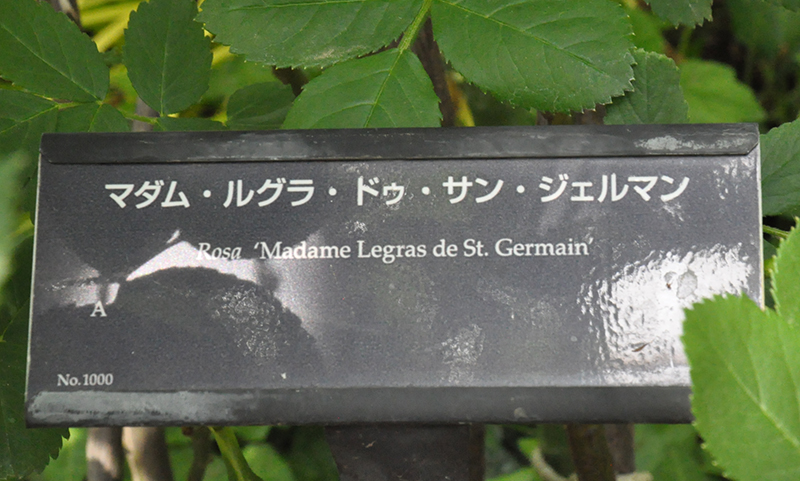 マダム・ルグラ・ドゥ・サン・ジェルマン
Rosa 'Madame Legras de St. Germain'
A
No.1000